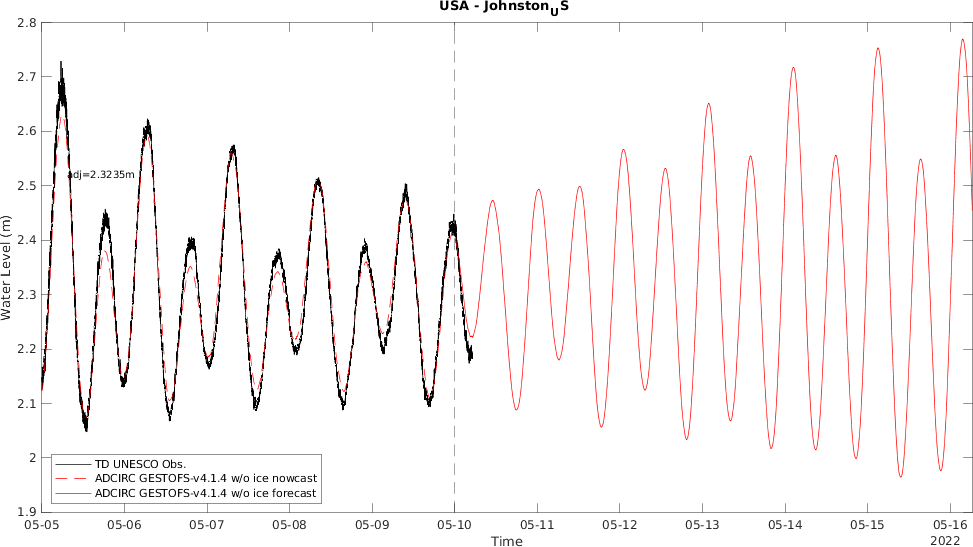 USA - Johnston_US
2.8
2.7
2.6
2.5
2.4
2.3
2.2
2.1
2
1.9
Water Level (m)
adj=2.3235m
TD UNESCO Obs.
ADCIRC GESTOFS-v4.1.4 w/o ice nowcast
ADCIRC GESTOFS-v4.1.4 w/o ice forecast
05-05 05-06 05-07 05-08 05-09 05-10 05-11 05-12 05-13 05-14 05-15 05-16
Time
2022